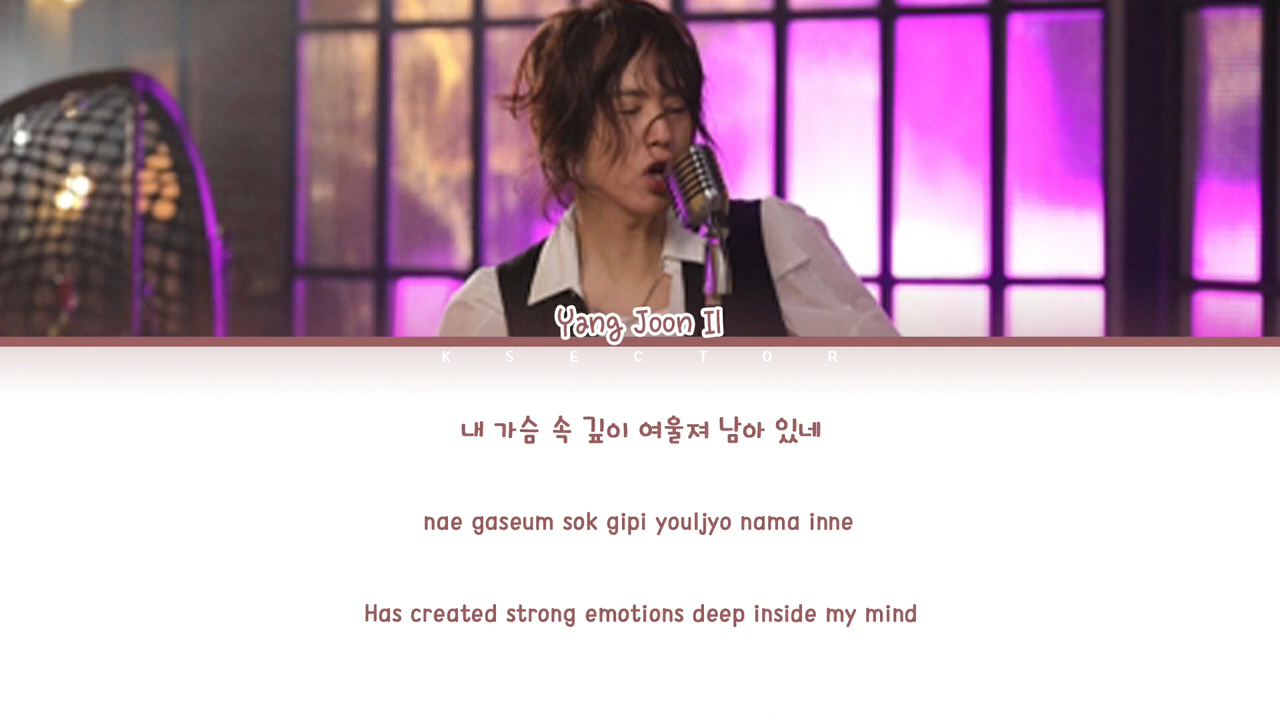 Yang Joon Il
K S E C T O R
내 가슴 속 깊이 여울져 남아 있네
nae gaseum sok gipi youljyo nama inne
Has created strong emotions deep inside my mind